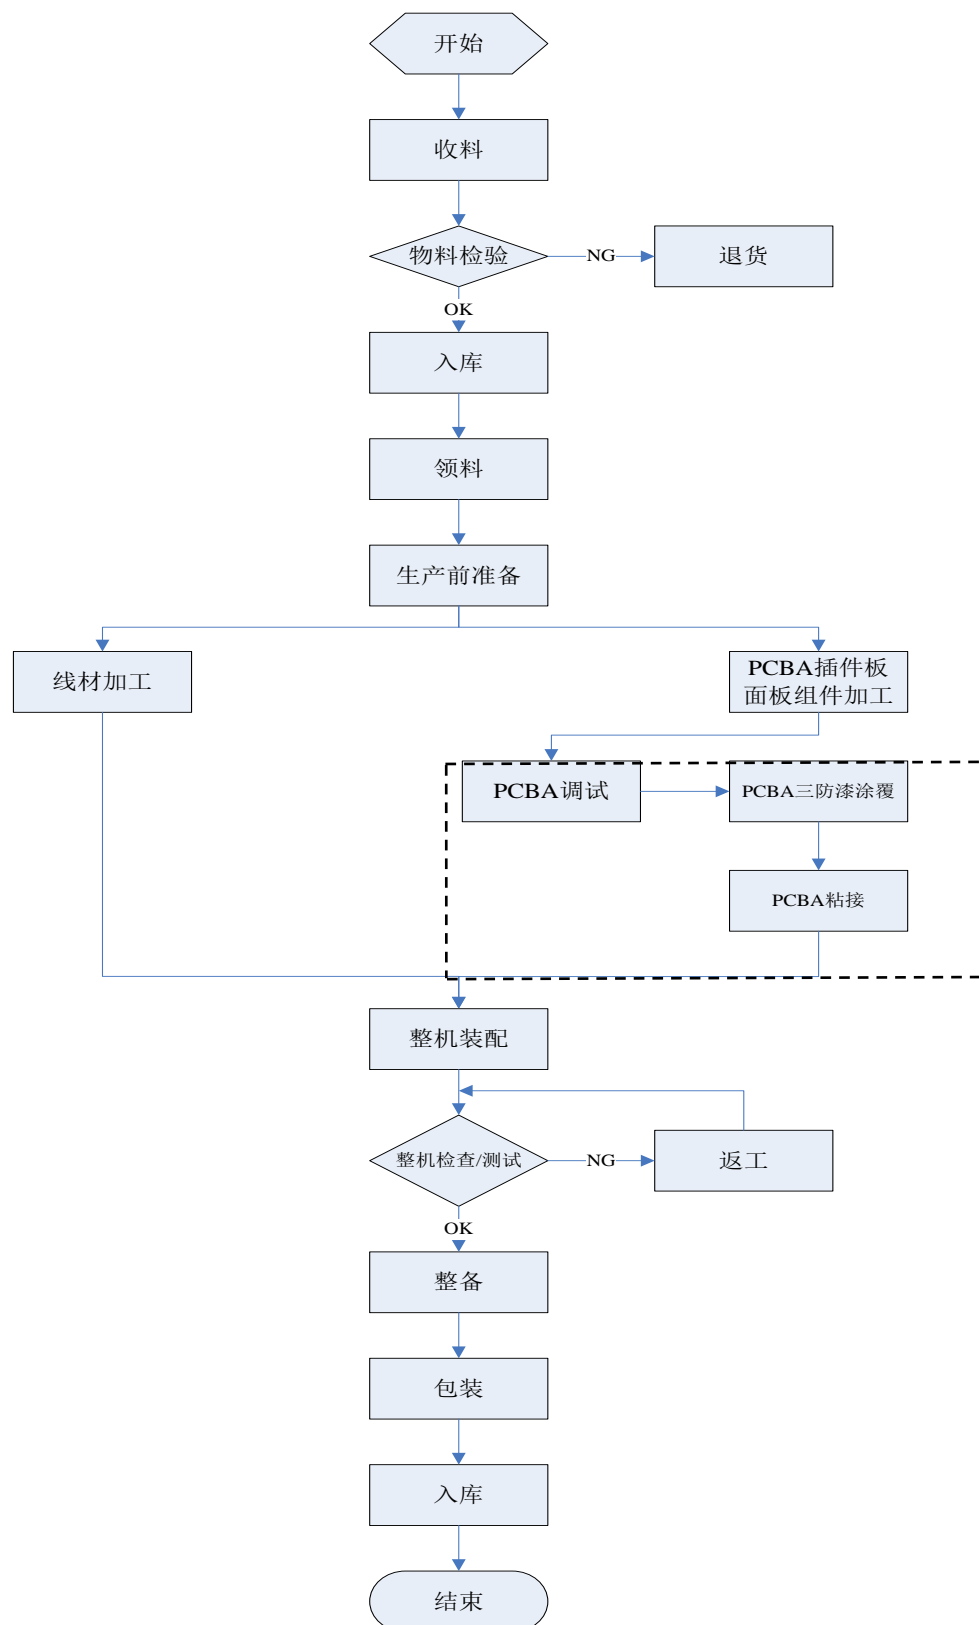 开始
收料
物料检验
NG
退货
OK
入库
领料
生产前准备
线材加工
PCBA插件板
面板组件加工
PCBA调试
PCBA三防漆涂覆
PCBA粘接
整机装配
整机检查/测试
NG
返工
OK
整备
包装
入库
结束